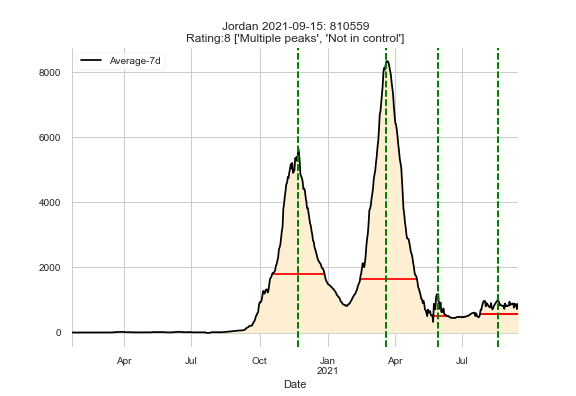 Jordan 2021-09-15: 810559
Rating:8 ['Multiple peaks', 'Not in control']
Average-7d
8000
6000
4000
2000
0
Apr
Jul
Oct
Jan
2021
Apr
Jul
Date